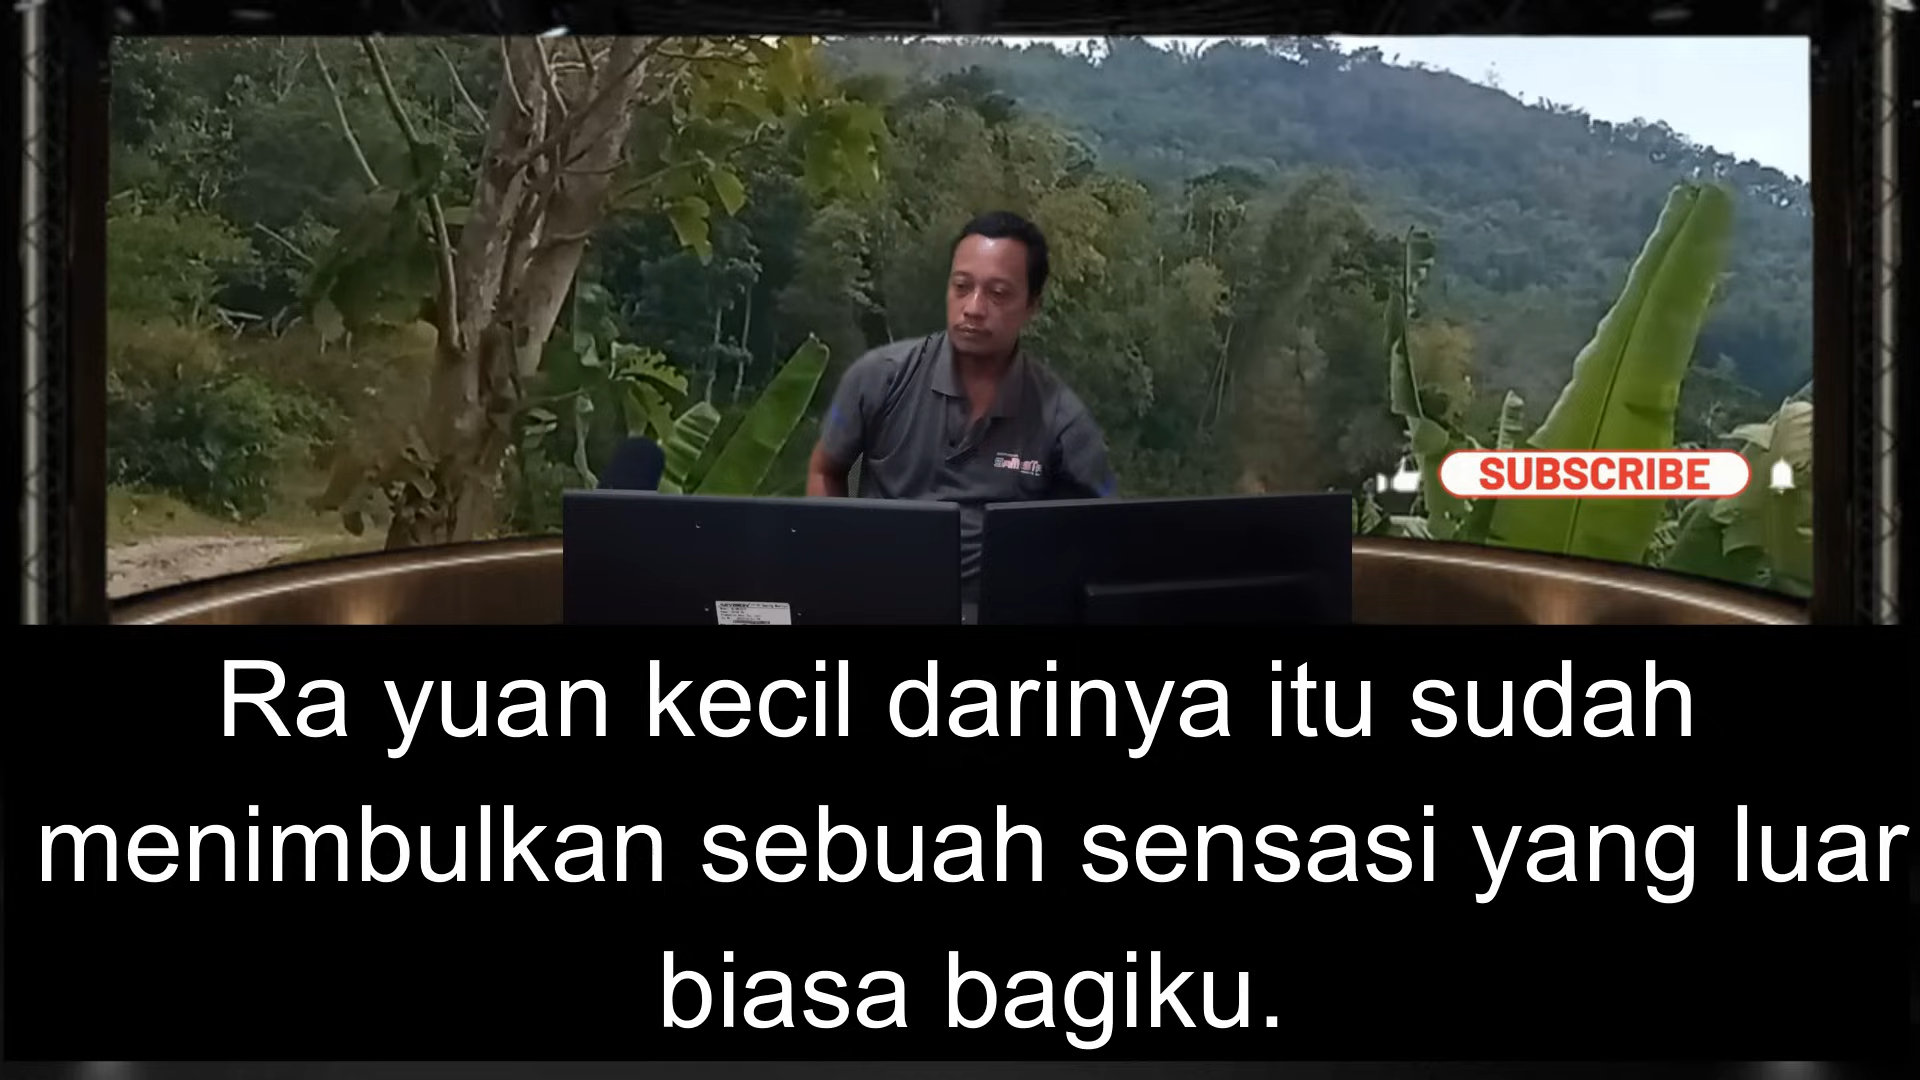 SUBSCRIBE
Ra yuan kecil darinya itu sudah
menimbulkan sebuah sensasi yang luar
biasa bagiku.